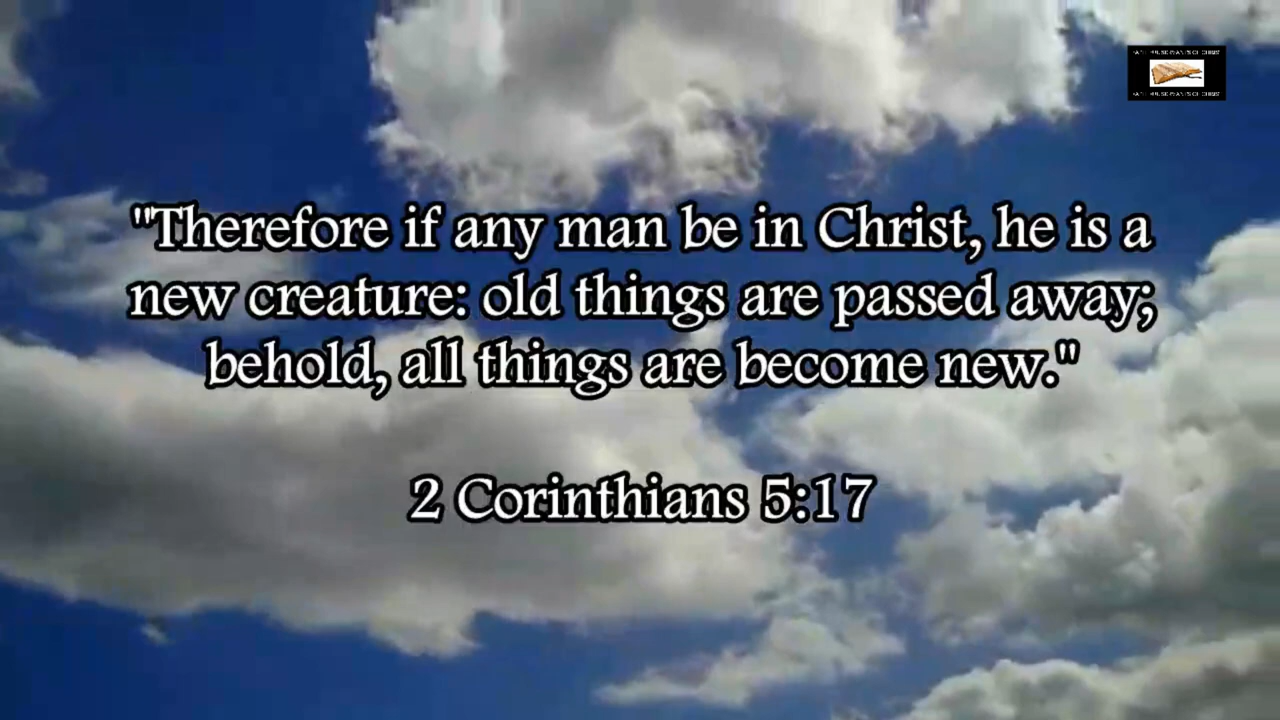 "Therefore if any man be in Christ, he is a
new creature: old things are passed away;
behold, all things are become new."
2 Corinthians 5:17